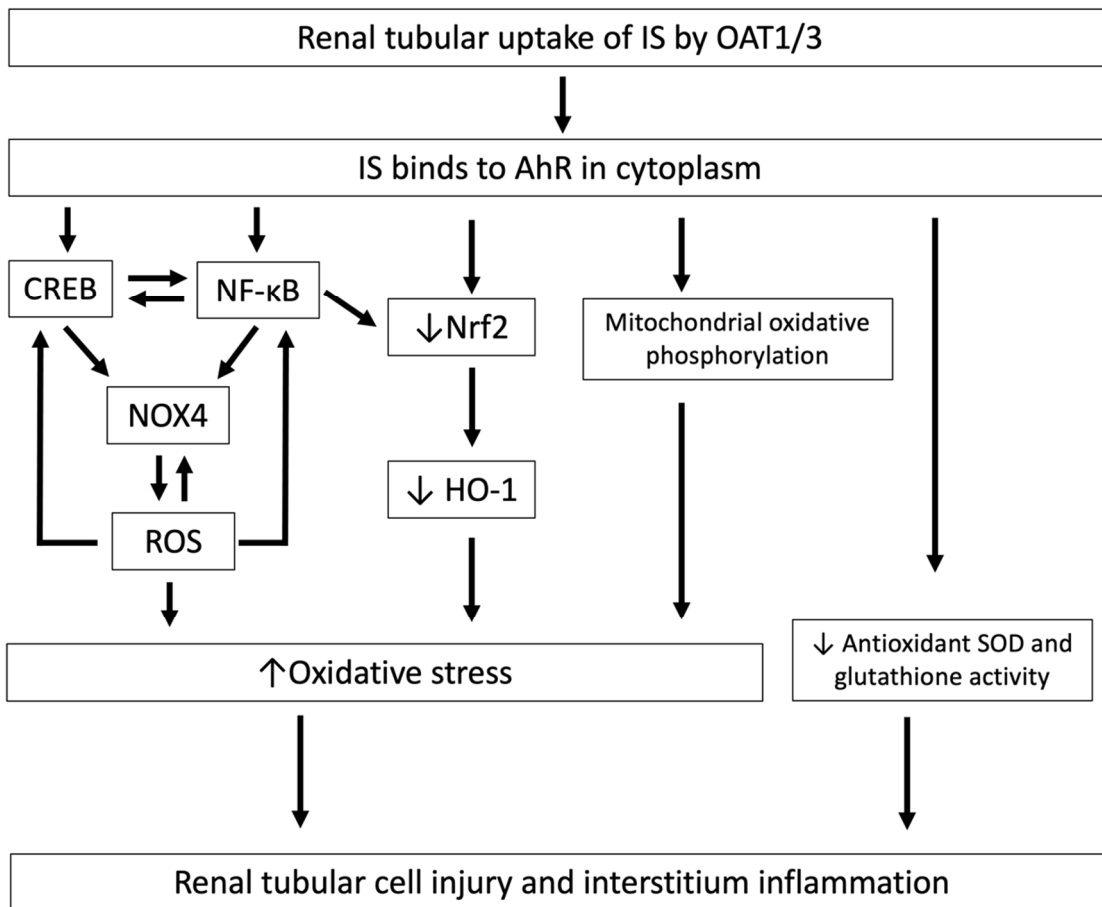 Renal tubular uptake of IS by OAT1/3
IS binds to AhR in cytoplasm
CREB
NF-κB
↓Nrf2
Mitochondrial oxidative
phosphorylation
NOX4
↓ HO-1
ROS
↑Oxidative stress
↓ Antioxidant SOD and
glutathione activity
Renal tubular cell injury and interstitium inflammation